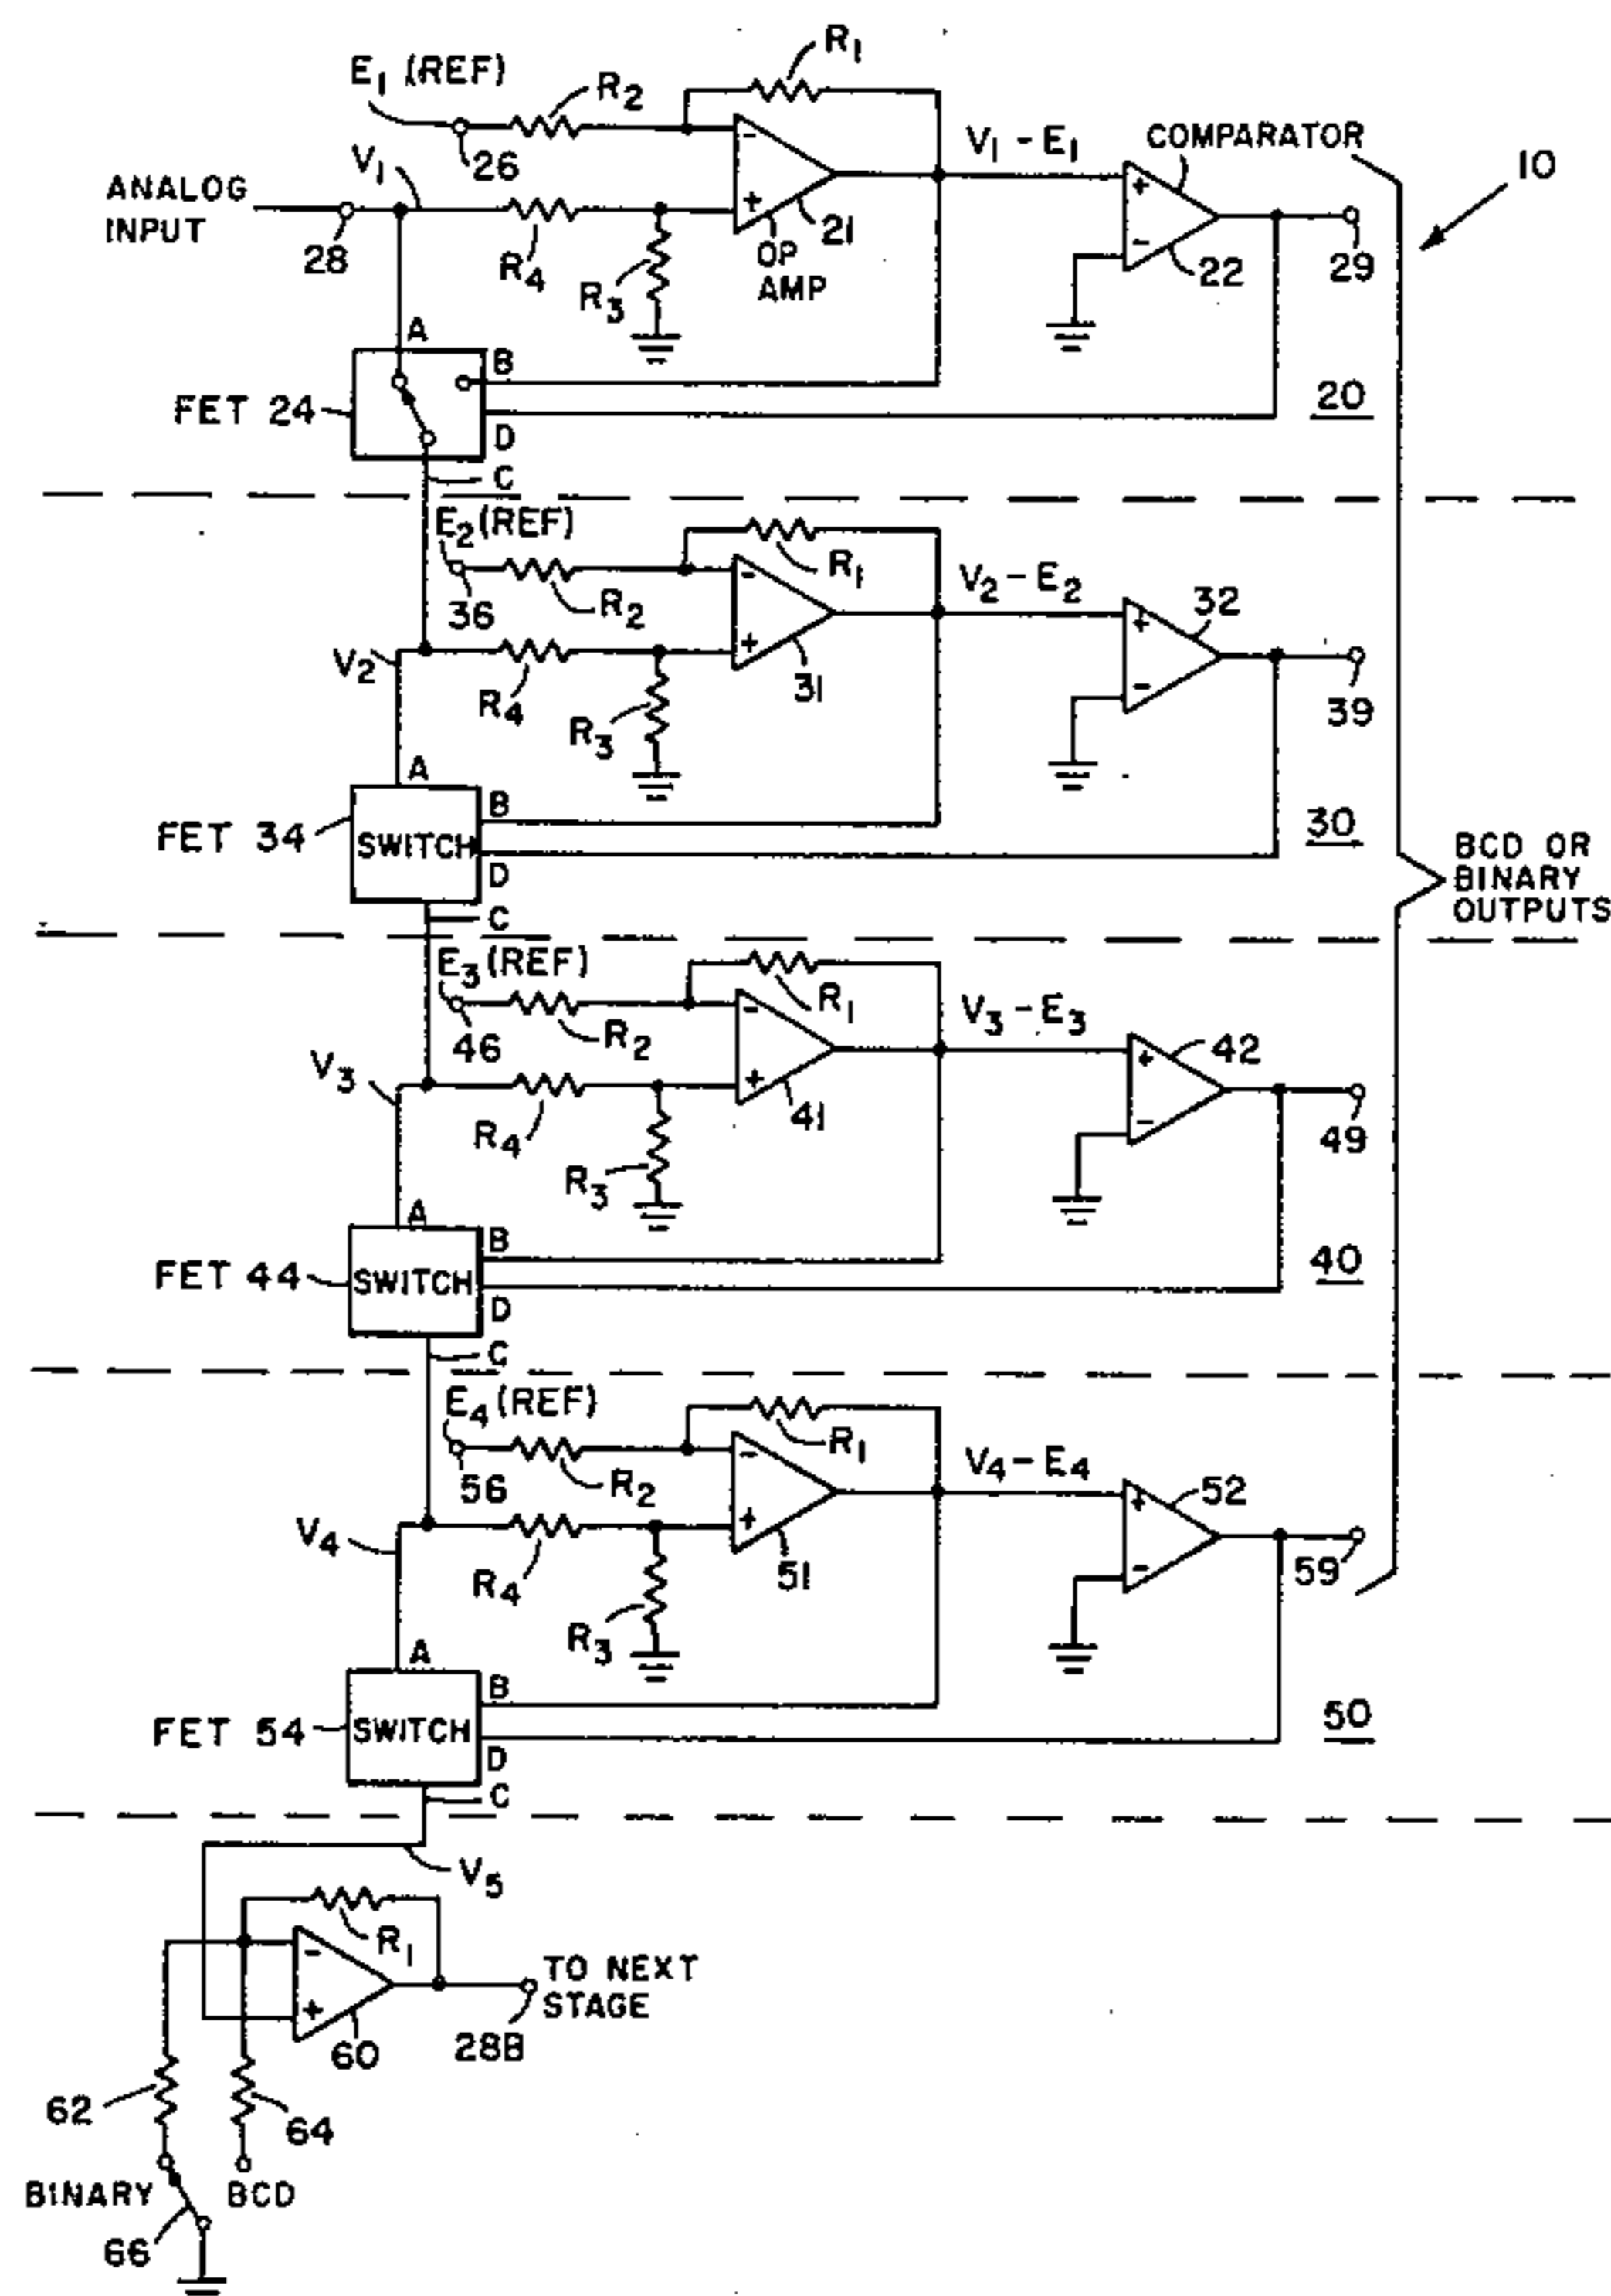 E1 (REF)
R2
R1
26
V1
V1 - E1
COMPARATOR
10
ANALOG
INPUT
28
R4
R3
21
OP
AMP
22
29
A
B
FET 24
D
20
C
E2 (REF)
R1
36
R2
V2 - E2
32
V2
R4
R3
31
39
A
B
FET 34
SWITCH
D
30
BCD OR
BINARY
OUTPUTS
C
E3 (REF)
R1
46
R2
V3 - E3
42
V3
R4
R3
41
49
A
B
FET 44
SWITCH
D
40
C
E4 (REF)
R1
56
R2
V4 - E4
52
V4
R4
R3
51
59
A
B
FET 54
SWITCH
D
50
C
V5
R1
TO NEXT
STAGE
60
28B
62
64
BINARY
BCD
66